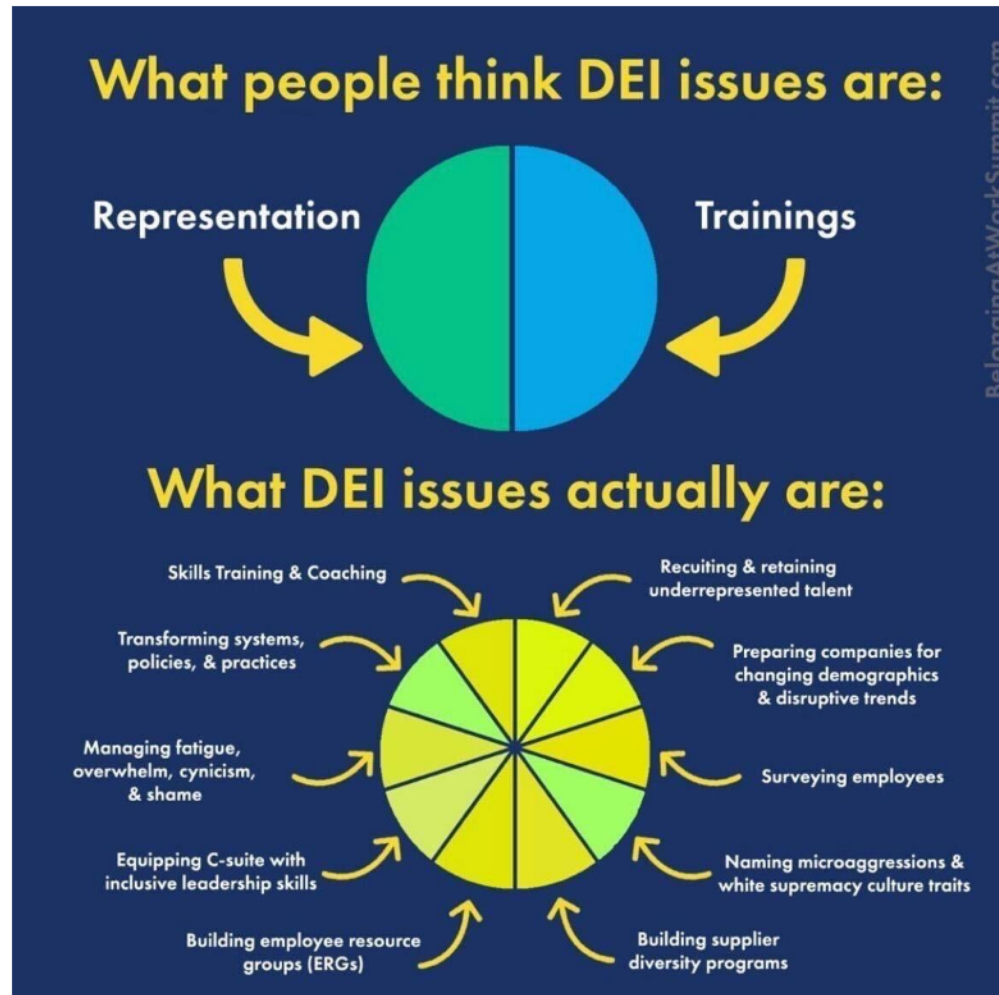 What people think DEI issues are:
Representation
Trainings
BelongingAtWorkSummit.com
What DEI issues actually are:
Skills Training & Coaching
Recuiting & retaining
underrepresented talent
Transforming systems,
policies, & practices
Preparing companies for
changing demographics
& disruptive trends
Managing fatigue,
overwhelm, cynicism,
& shame
Surveying employees
Equipping C-suite with
inclusive leadership skills
Naming microaggressions &
white supremacy culture traits
Building employee resource
groups (ERGs)
Building supplier
diversity programs